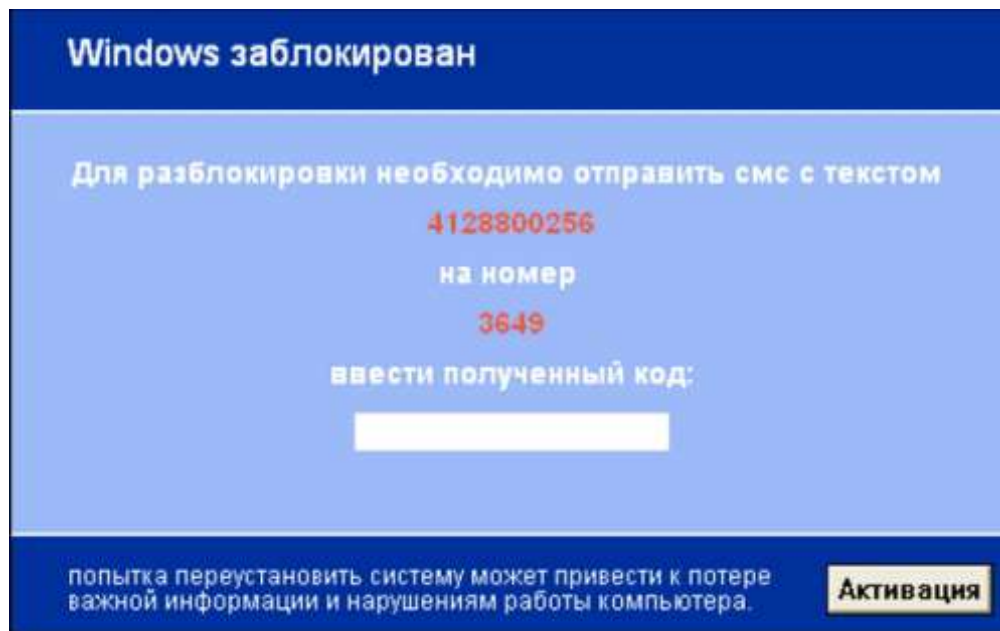 Windows заблокирован
Для разблокировки необходимо отправить смс с текстом
4128800256
на номер
3649
ввести полученный код:
попытка переустановить систему может привести к потере
важной информации и нарушениям работы компьютера.
Активация